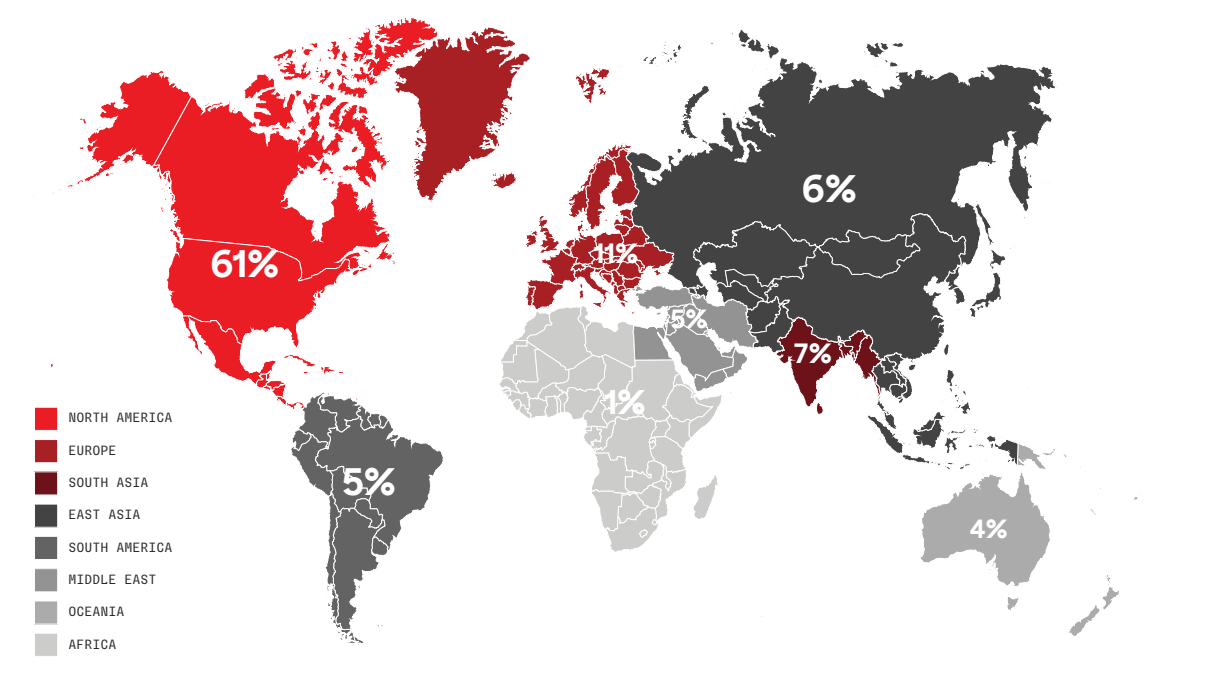 6%
11%
61%
5%
7%
1%
5%
4%
NORTH AMERICA
EUROPE
SOUTH ASIA
EAST ASIA
SOUTH AMERICA
MIDDLE EAST
OCEANIA
AFRICA